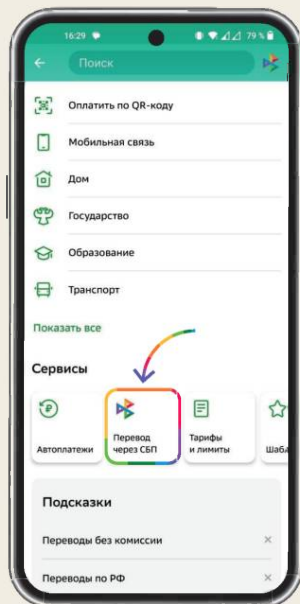 16:29
79 %
Поиск
Оплатить по QR-коду
Мобильная связь
Дом
Государство
Образование
Транспорт
Показать все
Сервисы
Автоплатежи
Перевод
через СБП
Тарифы
и лимиты
Подсказки
Переводы без комиссии
Переводы по РФ